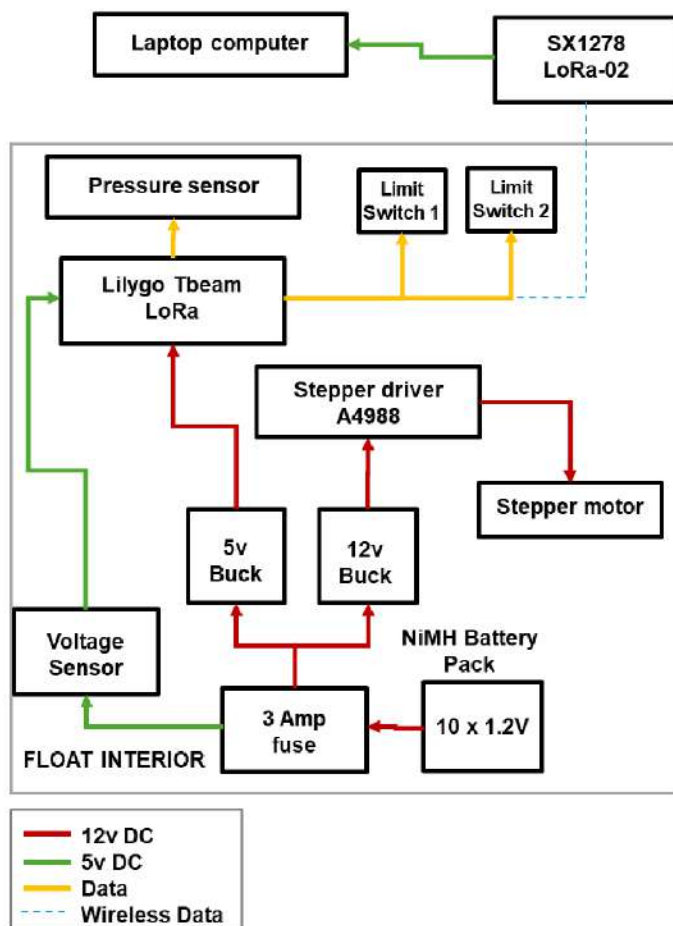 Laptop computer
SX1278
LoRa-02
Pressure sensor
Limit
Switch 1
Limit
Switch 2
Lilygo Tbeam
LoRa
Stepper driver
A4988
Stepper motor
5v
Buck
12v
Buck
Voltage
Sensor
NiMH Battery
Pack
3 Amp
fuse
10 x 1.2V
FLOAT INTERIOR
12v DC
5v DC
Data
Wireless Data